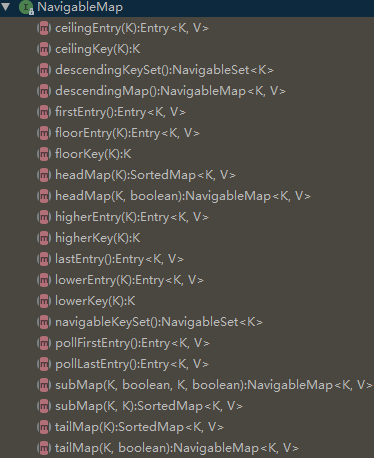 NavigableMap
ceilingEntry(K):Entry<K, V>
ceilingKey(K):K
descendingKeySet():NavigableSet<K>
descendingMap():NavigableMap<K, V>
firstEntry():Entry<K, V>
floorEntry(K):Entry<K, V>
floorKey(K):K
headMap(K):SortedMap<K, V>
headMap(K, boolean):NavigableMap<K, V>
higherEntry(K):Entry<K, V>
higherKey(K):K
lastEntry():Entry<K, V>
lowerEntry(K):Entry<K, V>
lowerKey(K):K
navigableKeySet():NavigableSet<K>
pollFirstEntry():Entry<K, V>
pollLastEntry():Entry<K, V>
subMap(K, boolean, K, boolean):NavigableMap<K, V>
subMap(K, K):SortedMap<K, V>
tailMap(K):SortedMap<K, V>
tailMap(K, boolean):NavigableMap<K, V>